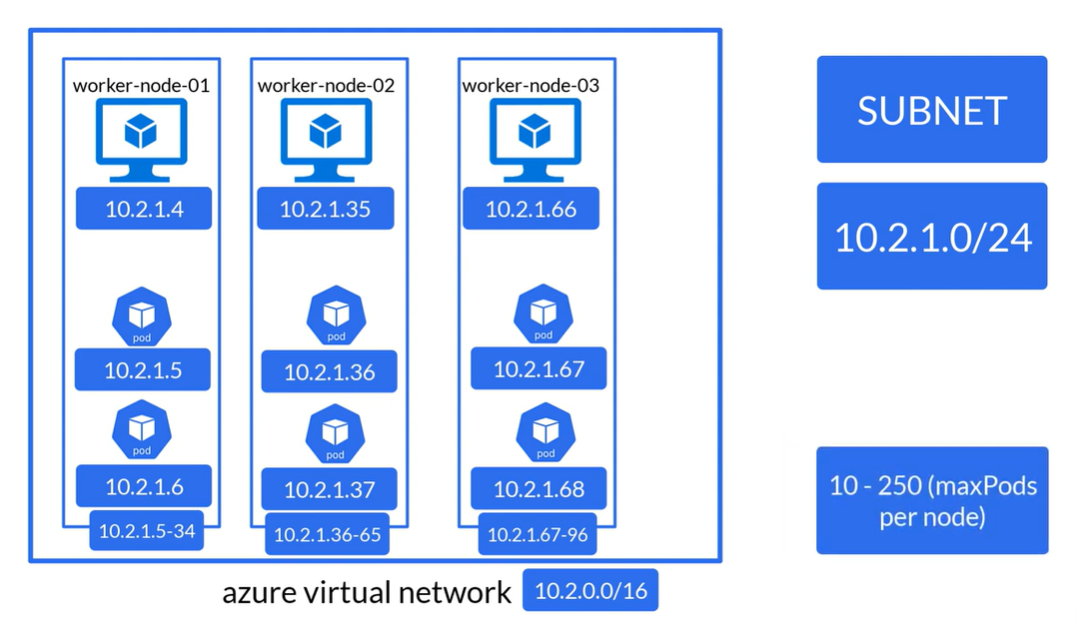 worker-node-01
10.2.1.4
pod
10.2.1.5
pod
10.2.1.6
10.2.1.5-34
worker-node-02
10.2.1.35
pod
10.2.1.36
pod
10.2.1.37
10.2.1.36-65
worker-node-03
10.2.1.66
pod
10.2.1.67
pod
10.2.1.68
10.2.1.67-96
azure virtual network
10.2.0.0/16
SUBNET
10.2.1.0/24
10 - 250 (maxPods
per node)